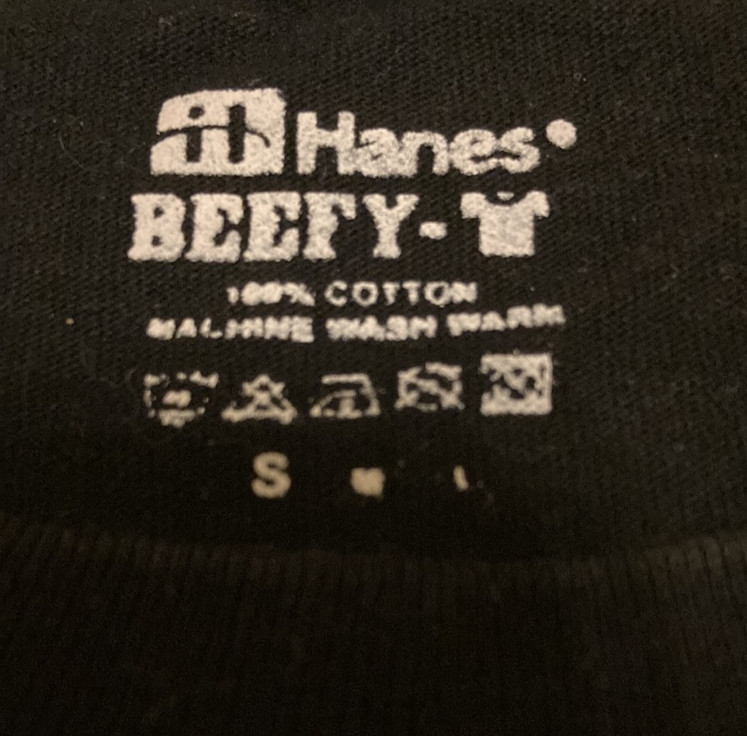 Hanes
BEEFY-
100% COTTON
MACHINE WASH WARM
S M